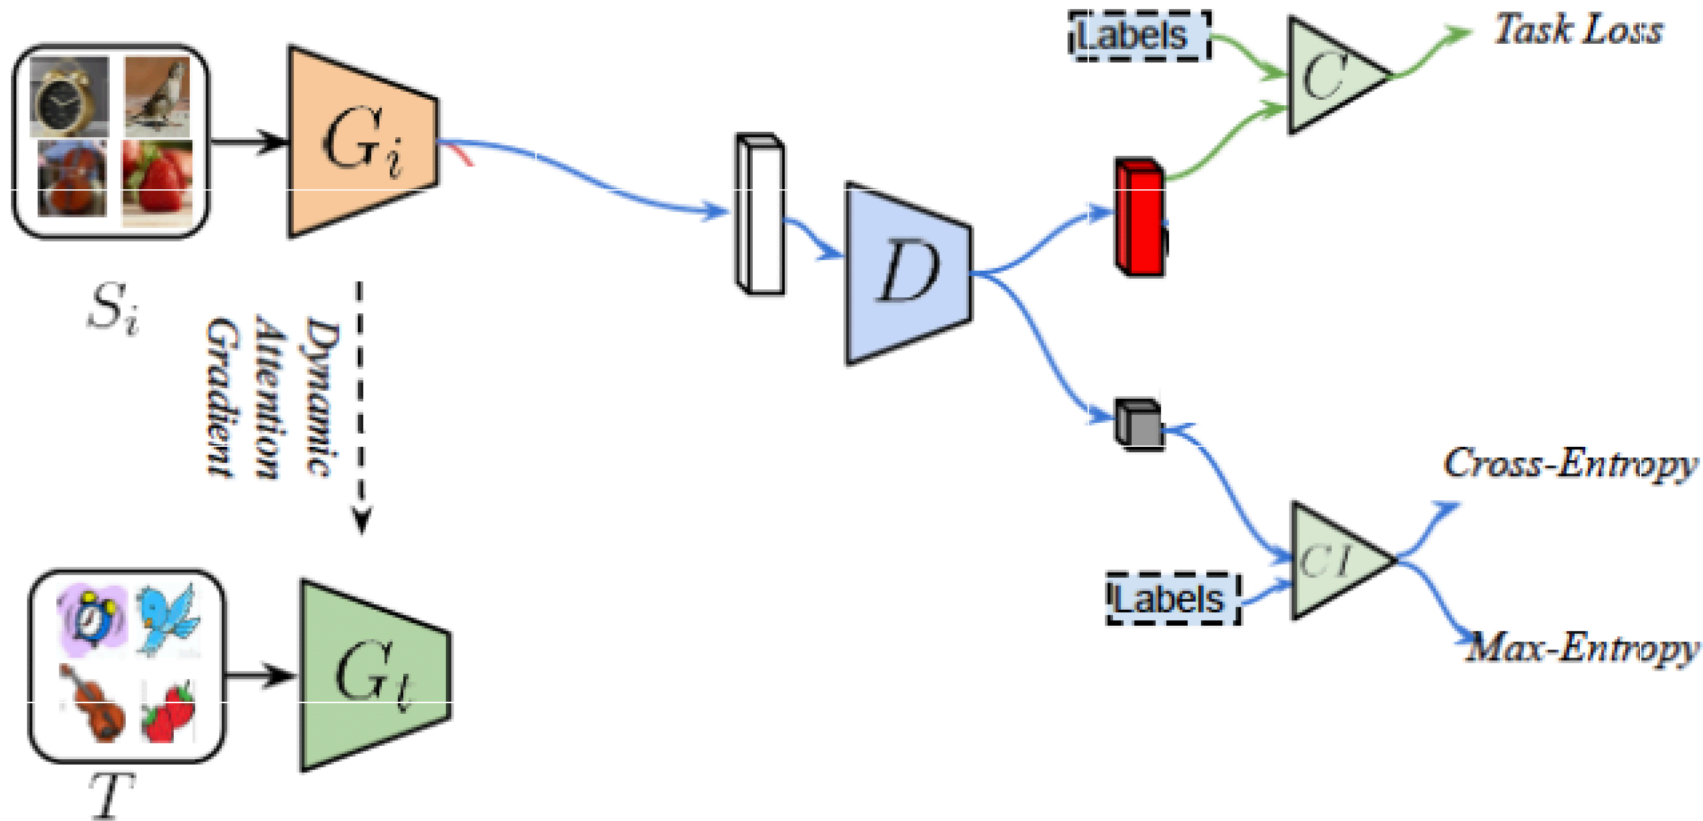 Labels
C
Task Loss
G_i
D
S_i
Dynamic
Attention
Gradient
Cross-Entropy
CI
Labels
Max-Entropy
G_t
T